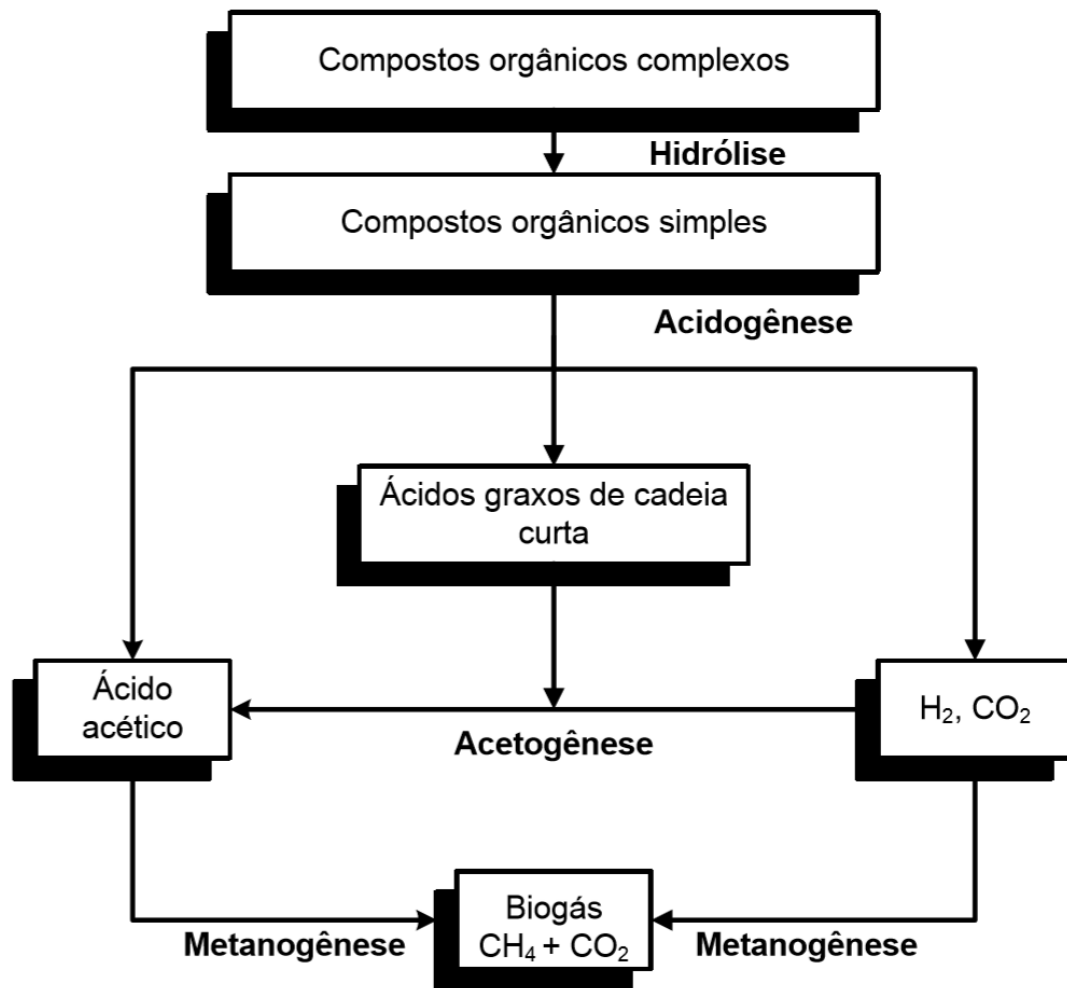 Compostos orgânicos complexos
Hidrólise
Compostos orgânicos simples
Acidogênese
Ácidos graxos de cadeia
curta
Ácido
acético
H₂, CO₂
Acetogênese
Biogás
CH₄ + CO₂
Metanogênese
Metanogênese